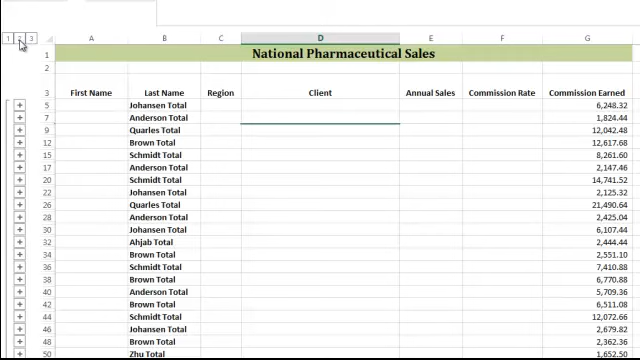 1 2 3 A B C D E F G
1 National Pharmaceutical Sales
2
3 First Name Last Name Region Client Annual Sales Commission Rate Commission Earned
5 Johansen Total 6,248.32
7 Anderson Total 1,824.44
9 Quarles Total 12,042.48
12 Brown Total 12,617.68
15 Schmidt Total 8,261.60
17 Anderson Total 2,147.46
20 Schmidt Total 14,741.52
22 Johansen Total 2,125.32
26 Quarles Total 21,490.64
28 Anderson Total 2,425.04
30 Johansen Total 6,107.44
32 Ahjab Total 2,444.44
34 Brown Total 2,551.10
36 Schmidt Total 7,410.88
38 Brown Total 6,770.88
40 Anderson Total 5,709.36
42 Brown Total 6,511.08
44 Schmidt Total 12,072.66
46 Johansen Total 2,679.82
48 Brown Total 2,362.36
50 Zhu Total 1,652.50